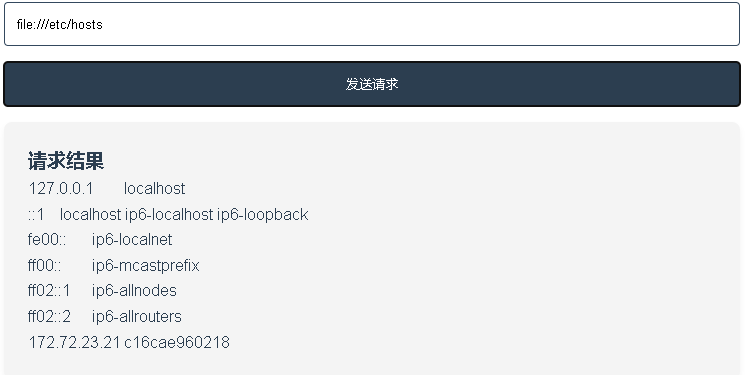 file:///etc/hosts
发送请求
请求结果
127.0.0.1 localhost
::1 localhost ip6-localhost ip6-loopback
fe00:: ip6-localnet
ff00:: ip6-mcastprefix
ff02::1 ip6-allnodes
ff02::2 ip6-allrouters
172.72.23.21 c16cae960218